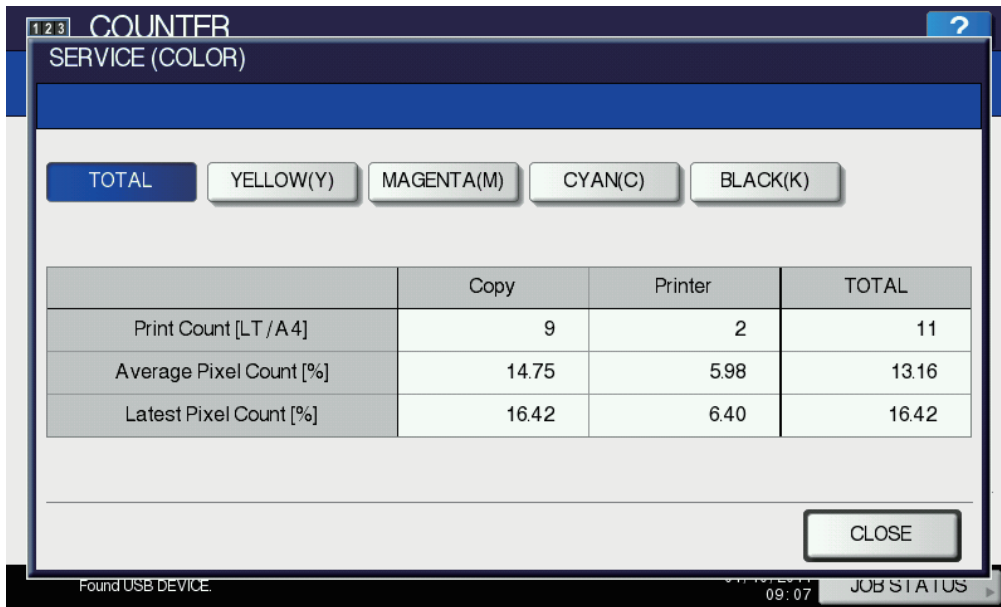 123 COUNTER ?
SERVICE (COLOR)
TOTAL YELLOW(Y) MAGENTA(M) CYAN(C) BLACK(K)
Copy Printer TOTAL
Print Count [LT/A4] 9 2 11
Average Pixel Count [%] 14.75 5.98 13.16
Latest Pixel Count [%] 16.42 6.40 16.42
CLOSE
Found USB DEVICE.
09:07 JOB STATUS